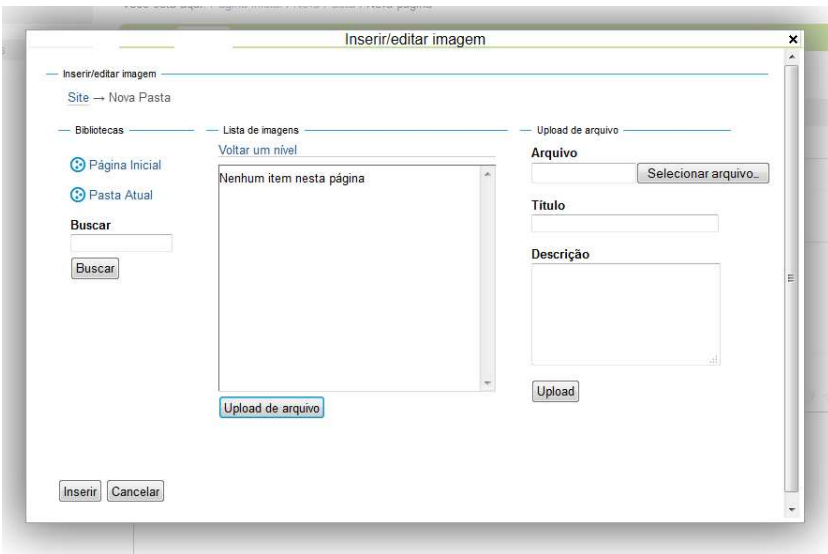 Inserir/editar imagem
Inserir/editar imagem
Site → Nova Pasta
Bibliotecas
Página Inicial
Pasta Atual
Buscar
Buscar
Lista de imagens
Voltar um nível
Nenhum item nesta página
Upload de arquivo
Upload de arquivo
Arquivo
Selecionar arquivo..
Título
Descrição
Upload
Inserir Cancelar